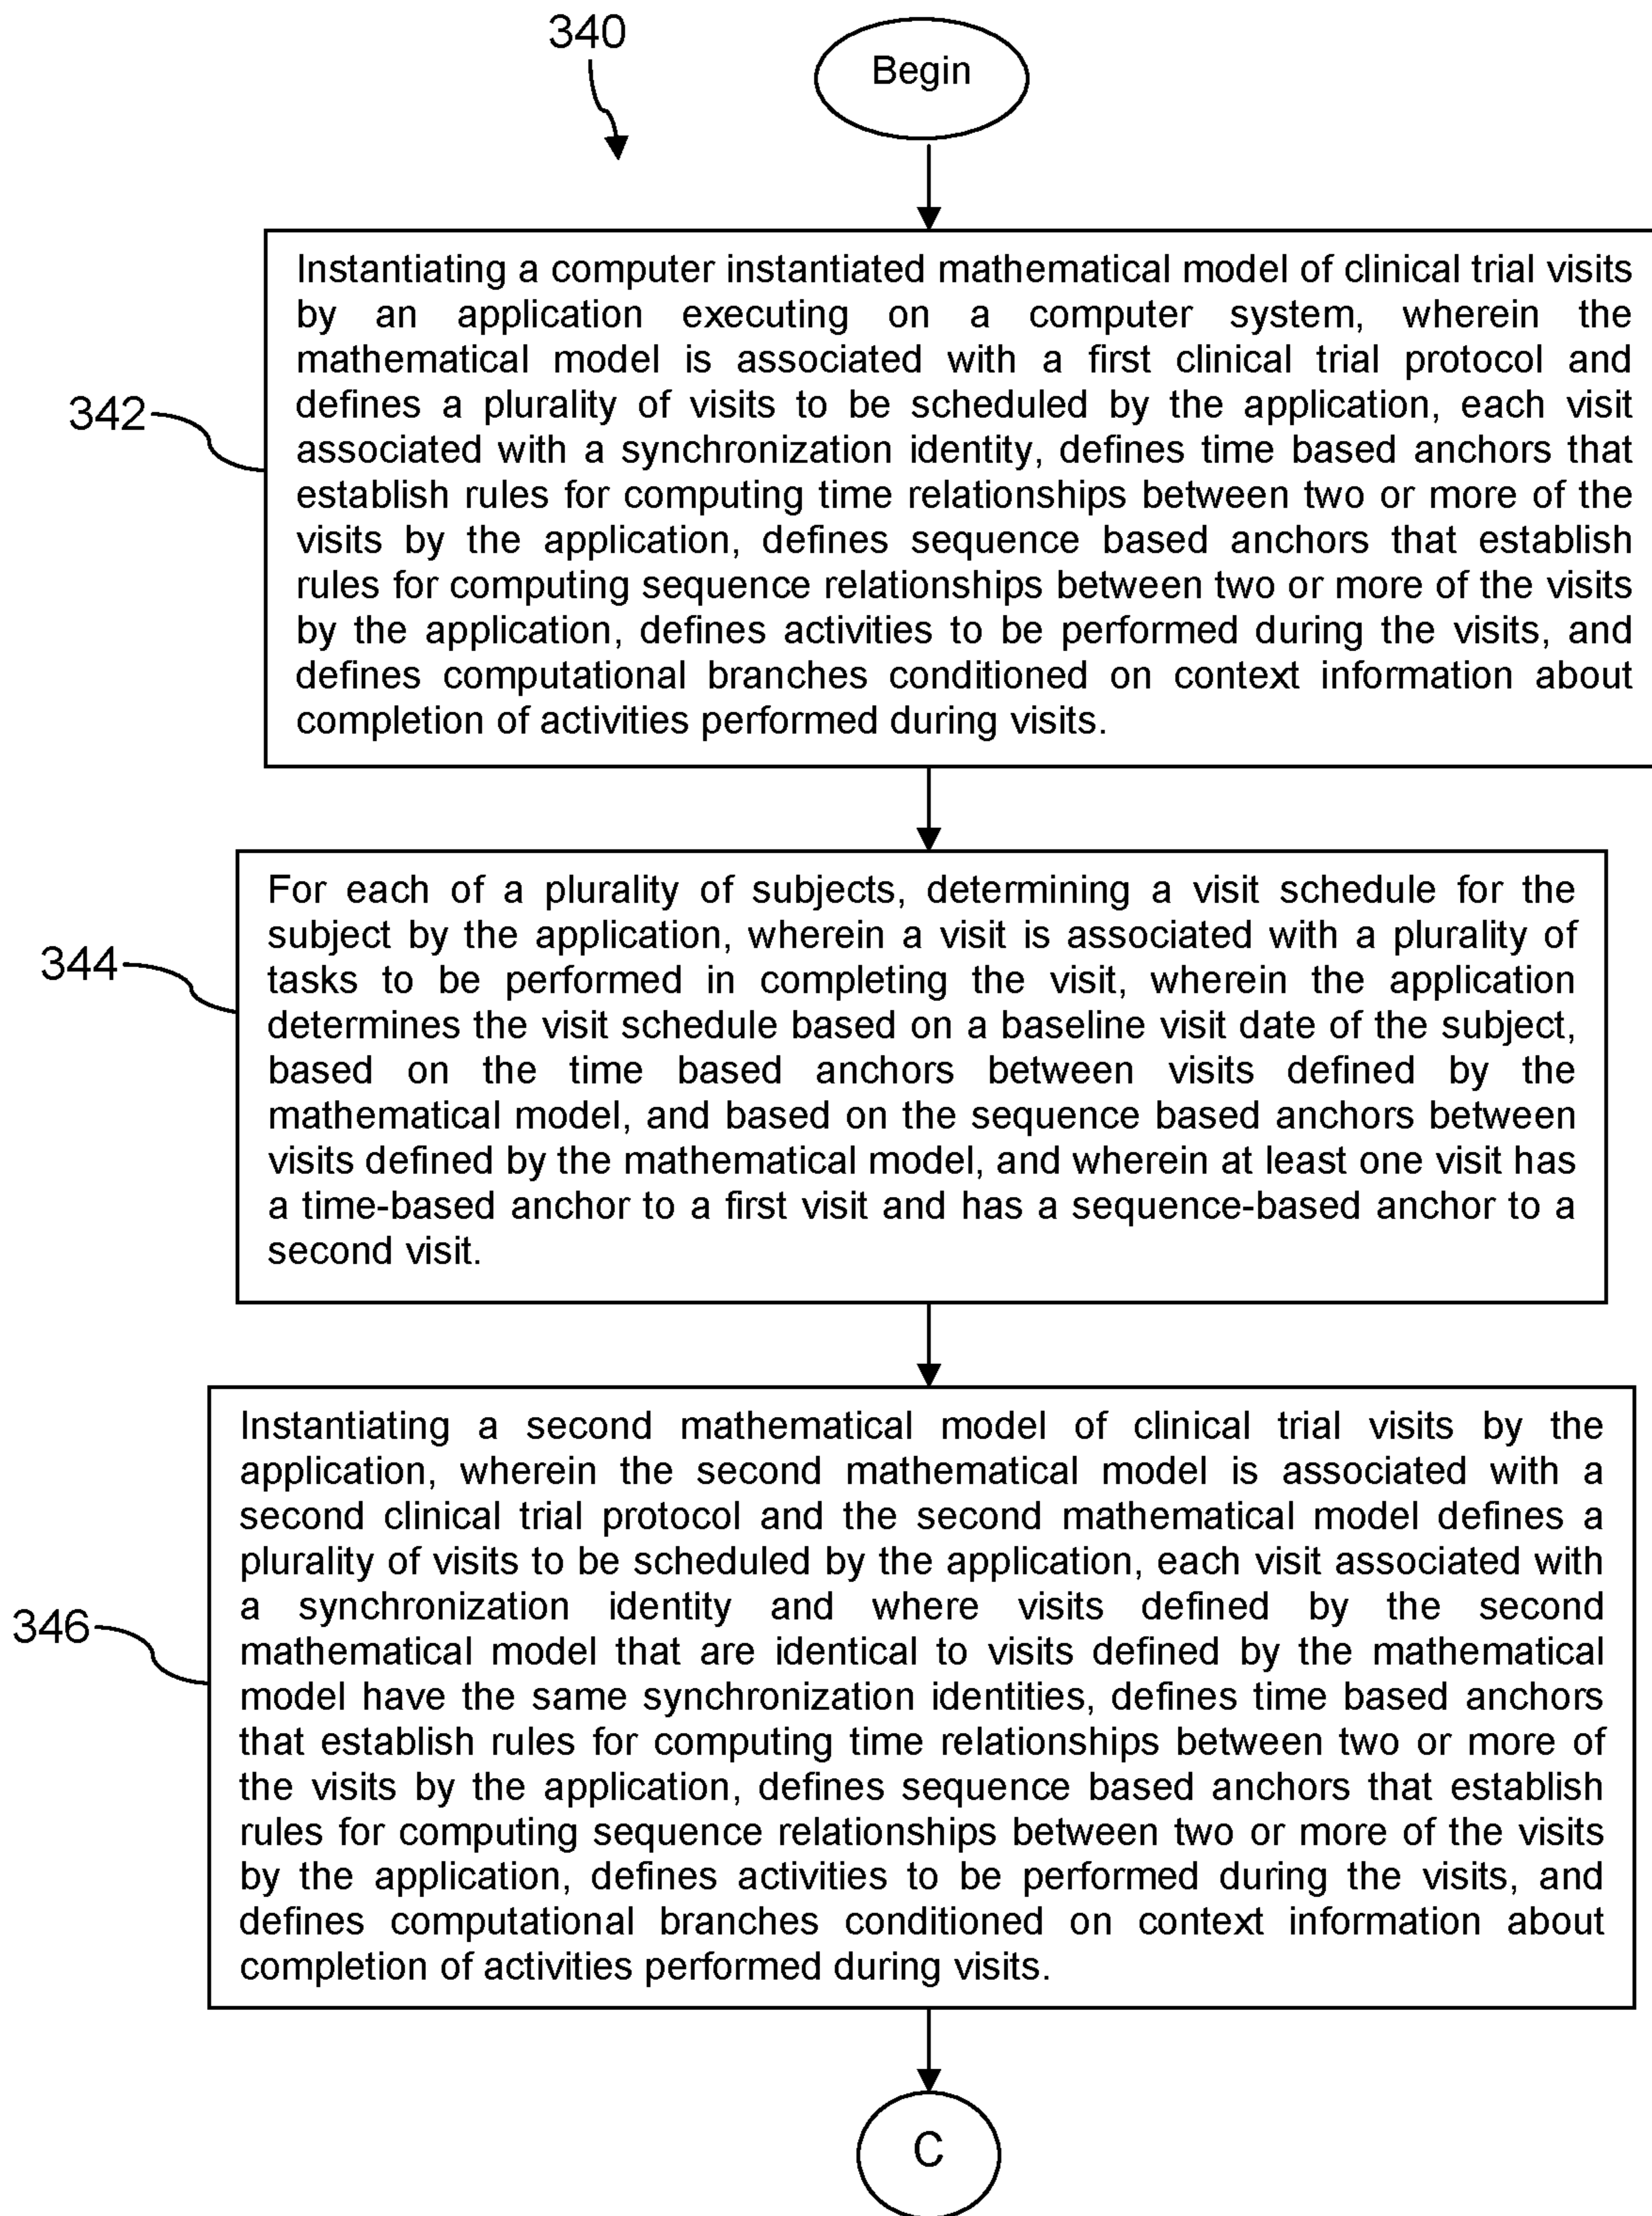 340
Begin
342
Instantiating a computer instantiated mathematical model of clinical trial visits
by an application executing on a computer system, wherein the
mathematical model is associated with a first clinical trial protocol and
defines a plurality of visits to be scheduled by the application, each visit
associated with a synchronization identity, defines time based anchors that
establish rules for computing time relationships between two or more of the
visits by the application, defines sequence based anchors that establish
rules for computing sequence relationships between two or more of the visits
by the application, defines activities to be performed during the visits, and
defines computational branches conditioned on context information about
completion of activities performed during visits.
344
For each of a plurality of subjects, determining a visit schedule for the
subject by the application, wherein a visit is associated with a plurality of
tasks to be performed in completing the visit, wherein the application
determines the visit schedule based on a baseline visit date of the subject,
based on the time based anchors between visits defined by the
mathematical model, and based on the sequence based anchors between
visits defined by the mathematical model, and wherein at least one visit has
a time-based anchor to a first visit and has a sequence-based anchor to a
second visit.
346
Instantiating a second mathematical model of clinical trial visits by the
application, wherein the second mathematical model is associated with a
second clinical trial protocol and the second mathematical model defines a
plurality of visits to be scheduled by the application, each visit associated with
a synchronization identity and where visits defined by the second
mathematical model that are identical to visits defined by the mathematical
model have the same synchronization identities, defines time based anchors
that establish rules for computing time relationships between two or more of
the visits by the application, defines sequence based anchors that establish
rules for computing sequence relationships between two or more of the visits
by the application, defines activities to be performed during the visits, and
defines computational branches conditioned on context information about
completion of activities performed during visits.
C